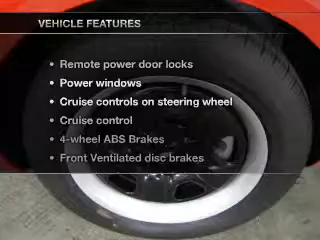 VEHICLE FEATURES
• Remote power door locks
• Power windows
• Cruise controls on steering wheel
• Cruise control
• 4-wheel ABS Brakes
• Front Ventilated disc brakes